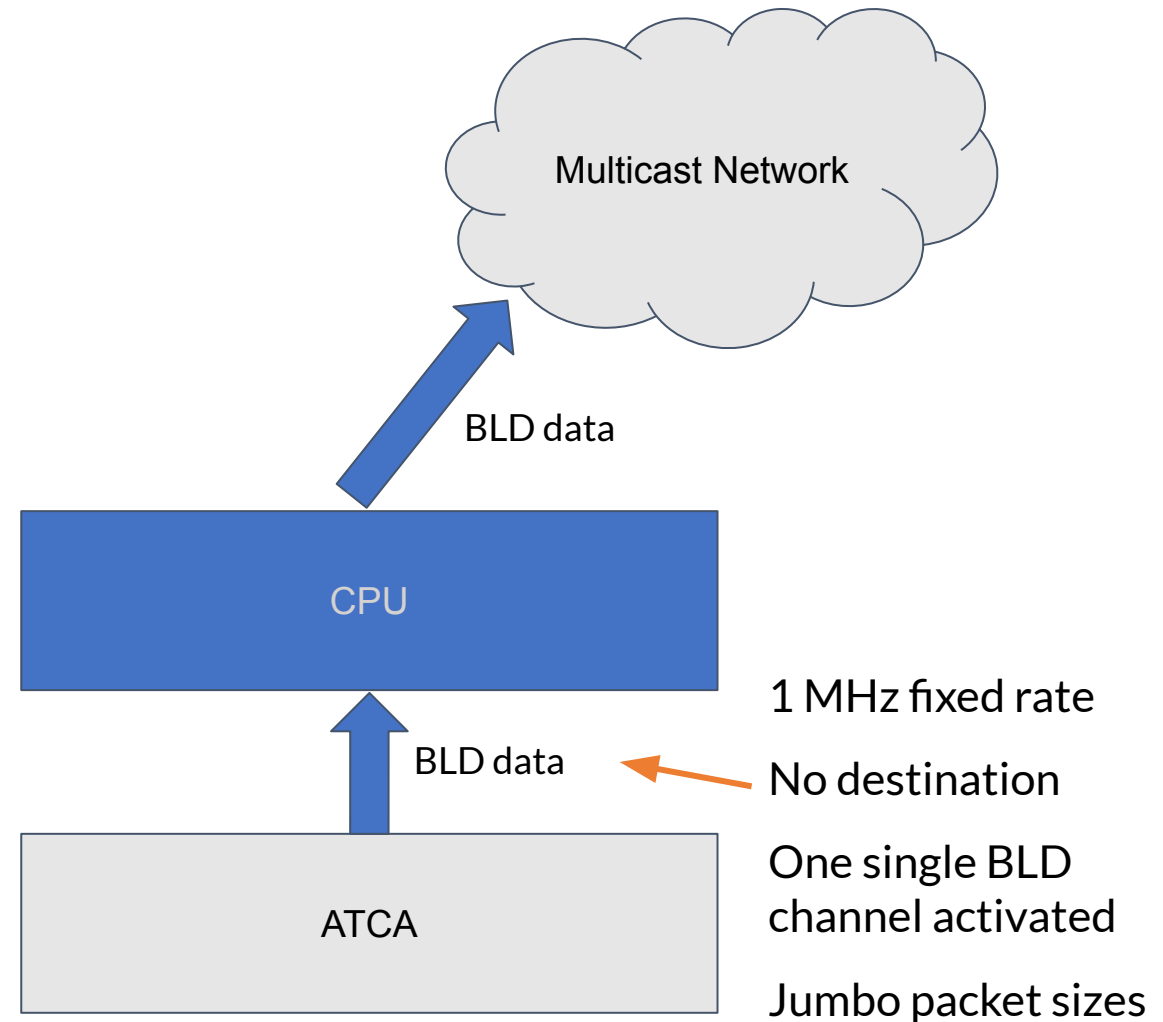 Multicast Network
BLD data
CPU
1 MHz fixed rate
BLD data
No destination
One single BLD
channel activated
ATCA
Jumbo packet sizes